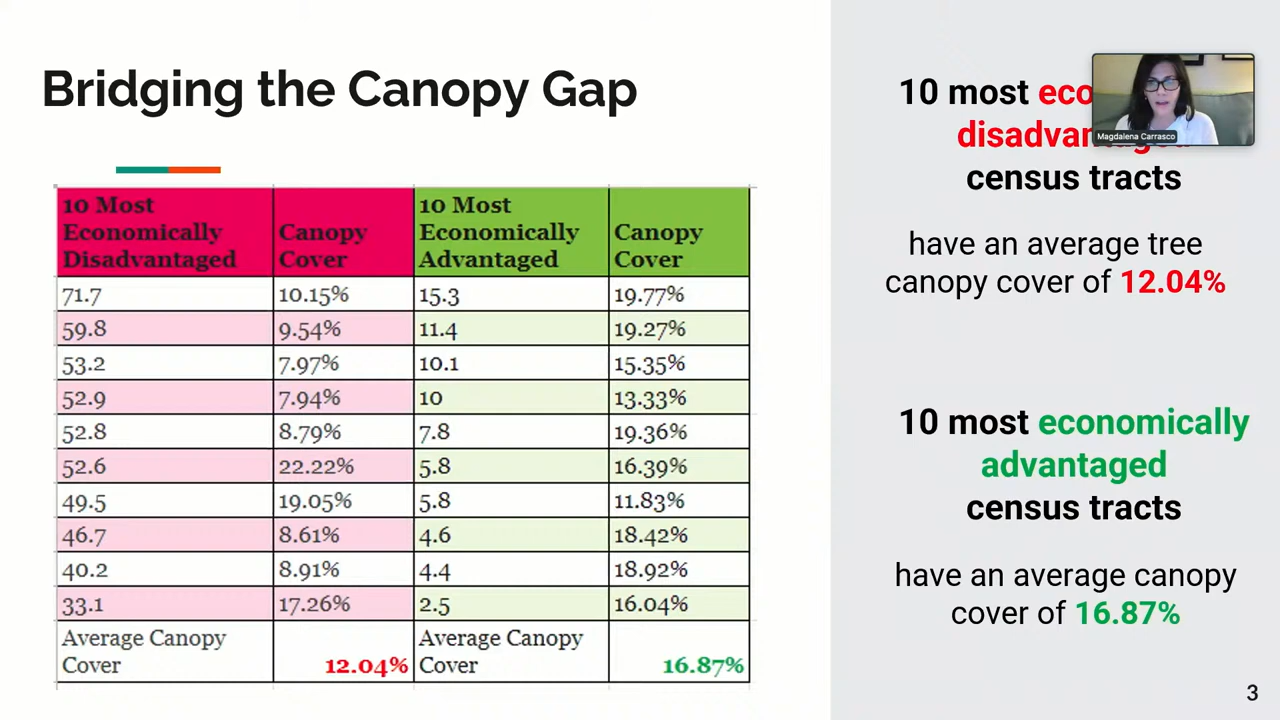 Bridging the Canopy Gap
10 Most Economically Disadvantaged | Canopy Cover | 10 Most Economically Advantaged | Canopy Cover
71.7 | 10.15% | 15.3 | 19.77%
59.8 | 9.54% | 11.4 | 19.27%
53.2 | 7.97% | 10.1 | 15.35%
52.9 | 7.94% | 10 | 13.33%
52.8 | 8.79% | 7.8 | 19.36%
52.6 | 22.22% | 5.8 | 16.39%
49.5 | 19.05% | 5.8 | 11.83%
46.7 | 8.61% | 4.6 | 18.42%
40.2 | 8.91% | 4.4 | 18.92%
33.1 | 17.26% | 2.5 | 16.04%
Average Canopy Cover | 12.04% | Average Canopy Cover | 16.87%
10 most
census tracts
have an average tree
canopy cover of 12.04%
10 most economically
advantaged
census tracts
have an average canopy
cover of 16.87%
Magdalena Carrasco
3